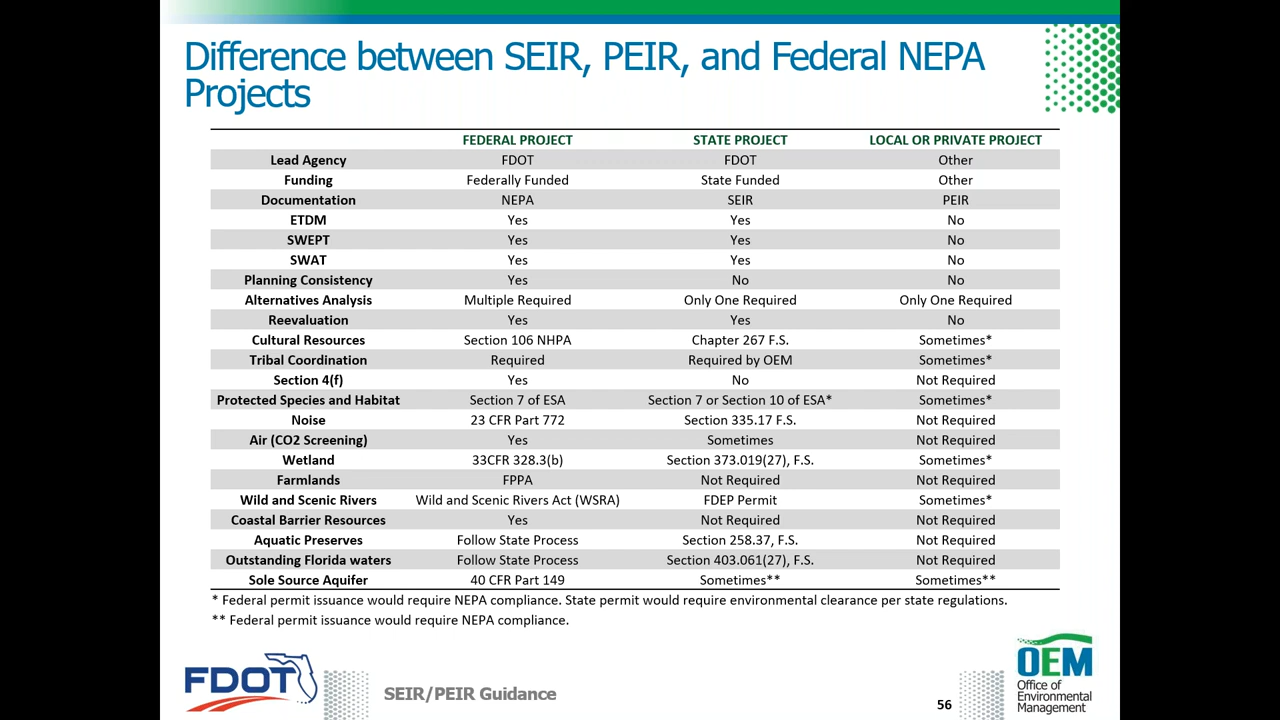 Difference between SEIR, PEIR, and Federal NEPA
Projects
FEDERAL PROJECT STATE PROJECT LOCAL OR PRIVATE PROJECT
Lead Agency FDOT FDOT Other
Funding Federally Funded State Funded Other
Documentation NEPA SEIR PEIR
ETDM Yes Yes No
SWEPT Yes Yes No
SWAT Yes Yes No
Planning Consistency Yes No No
Alternatives Analysis Multiple Required Only One Required Only One Required
Reevaluation Yes Yes No
Cultural Resources Section 106 NHPA Chapter 267 F.S. Sometimes*
Tribal Coordination Required Required by OEM Sometimes*
Section 4(f) Yes No Not Required
Protected Species and Habitat Section 7 of ESA Section 7 or Section 10 of ESA* Sometimes*
Noise 23 CFR Part 772 Section 335.17 F.S. Not Required
Air (CO2 Screening) Yes Sometimes Not Required
Wetland 33CFR 328.3(b) Section 373.019(27), F.S. Sometimes*
Farmlands FPPA Not Required Not Required
Wild and Scenic Rivers Wild and Scenic Rivers Act (WSRA) FDEP Permit Sometimes*
Coastal Barrier Resources Yes Not Required Not Required
Aquatic Preserves Follow State Process Section 258.37, F.S. Not Required
Outstanding Florida waters Follow State Process Section 403.061(27), F.S. Not Required
Sole Source Aquifer 40 CFR Part 149 Sometimes** Sometimes**
* Federal permit issuance would require NEPA compliance. State permit would require environmental clearance per state regulations.
** Federal permit issuance would require NEPA compliance.
FDOT
SEIR/PEIR Guidance
56
OEM
Office of
Environmental
Management